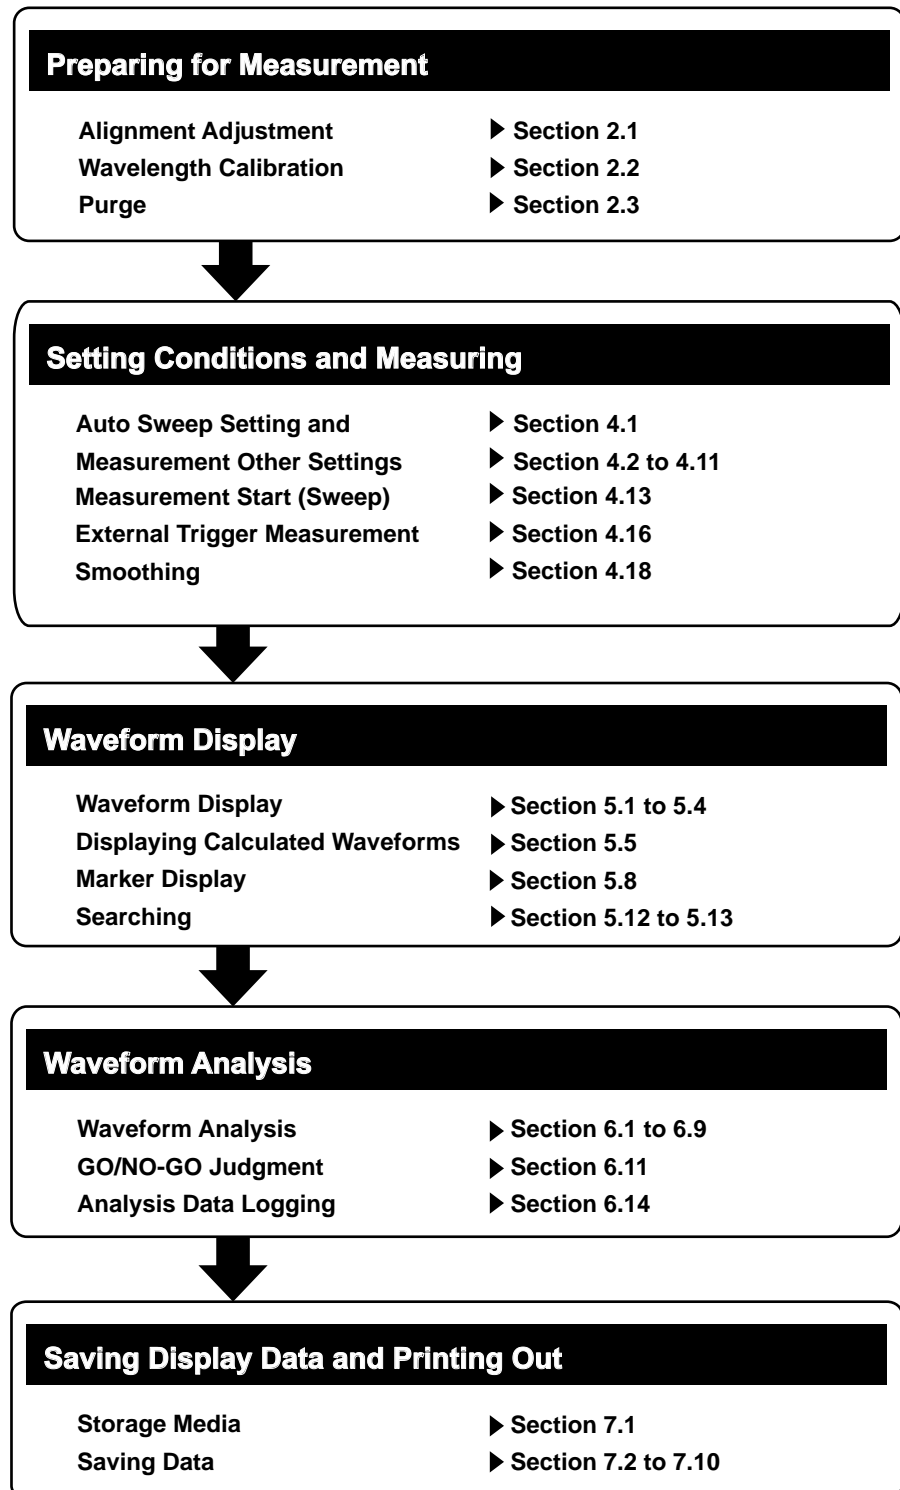 Preparing for Measurement
Alignment Adjustment Section 2.1
Wavelength Calibration Section 2.2
Purge Section 2.3
Setting Conditions and Measuring
Auto Sweep Setting and Section 4.1
Measurement Other Settings Section 4.2 to 4.11
Measurement Start (Sweep) Section 4.13
External Trigger Measurement Section 4.16
Smoothing Section 4.18
Waveform Display
Waveform Display Section 5.1 to 5.4
Displaying Calculated Waveforms Section 5.5
Marker Display Section 5.8
Searching Section 5.12 to 5.13
Waveform Analysis
Waveform Analysis Section 6.1 to 6.9
GO/NO-GO Judgment Section 6.11
Analysis Data Logging Section 6.14
Saving Display Data and Printing Out
Storage Media Section 7.1
Saving Data Section 7.2 to 7.10